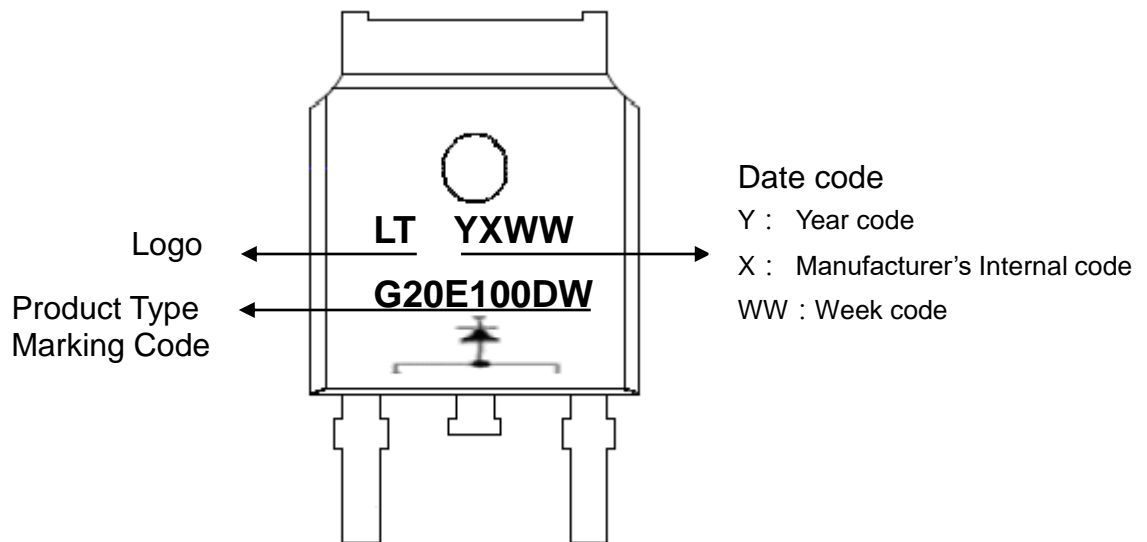 LT YXWW
G20E100DW
Logo
Product Type
Marking Code
Date code
Y : Year code
X : Manufacturer’s Internal code
WW : Week code